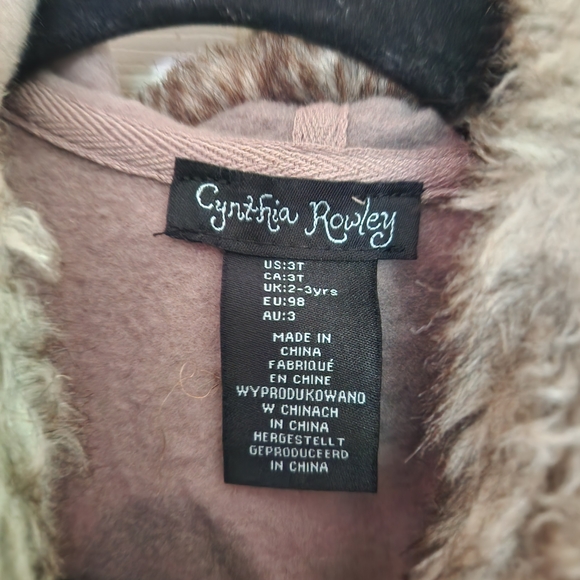 Cynthia Rowley
US:3T
CA:3T
UK:2-3yrs
EU:98
AU:3
MADE IN
CHINA
FABRIQUÉ
EN CHINE
WYPRODUKOWANO
W CHINACH
IN CHINA
HERGESTELLT
GEPRODUCEERD
IN CHINA